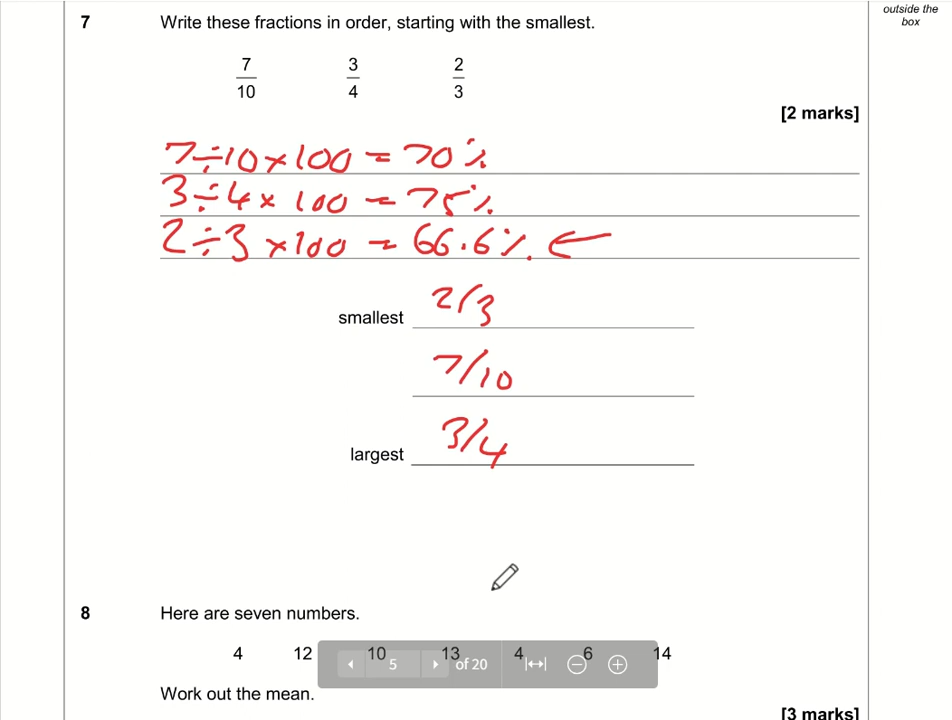 outside the
box
7 Write these fractions in order, starting with the smallest.
7/10 3/4 2/3
[2 marks]
7÷10×100 = 70%
3÷4× 100 = 75%
2÷3 ×100 = 66.6% ←
smallest 2/3
7/10
largest 3/4
8 Here are seven numbers.
4 12 10 13 4 6 14
5 of 20
Work out the mean.
[3 marks]